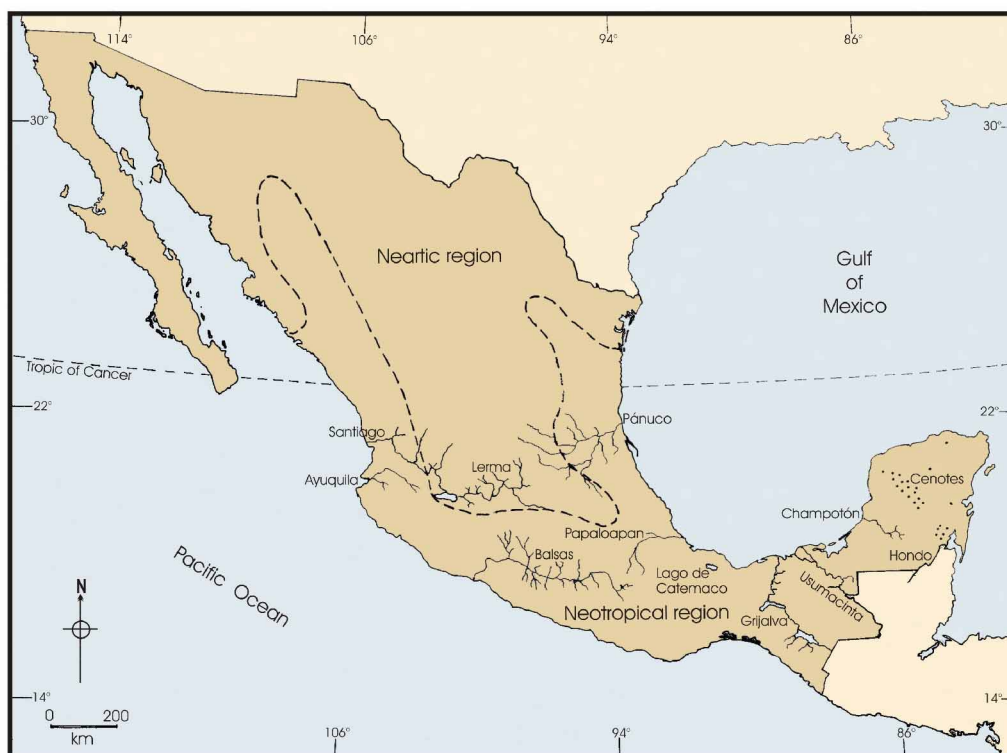 114°
106°
94°
86°
30°
30°
Neartic region
Gulf
of
Mexico
Tropic of Cancer
22°
22°
Santiago
Pánuco
Lerma
Ayuquila
Cenotes
Champotón
Papaloapan
Hondo
Balsas
Lago de
Catemaco
Usumacinta
Pacific Ocean
Neotropical region
Grijalva
N
14°
14°
0 200
km
106°
94°
86°